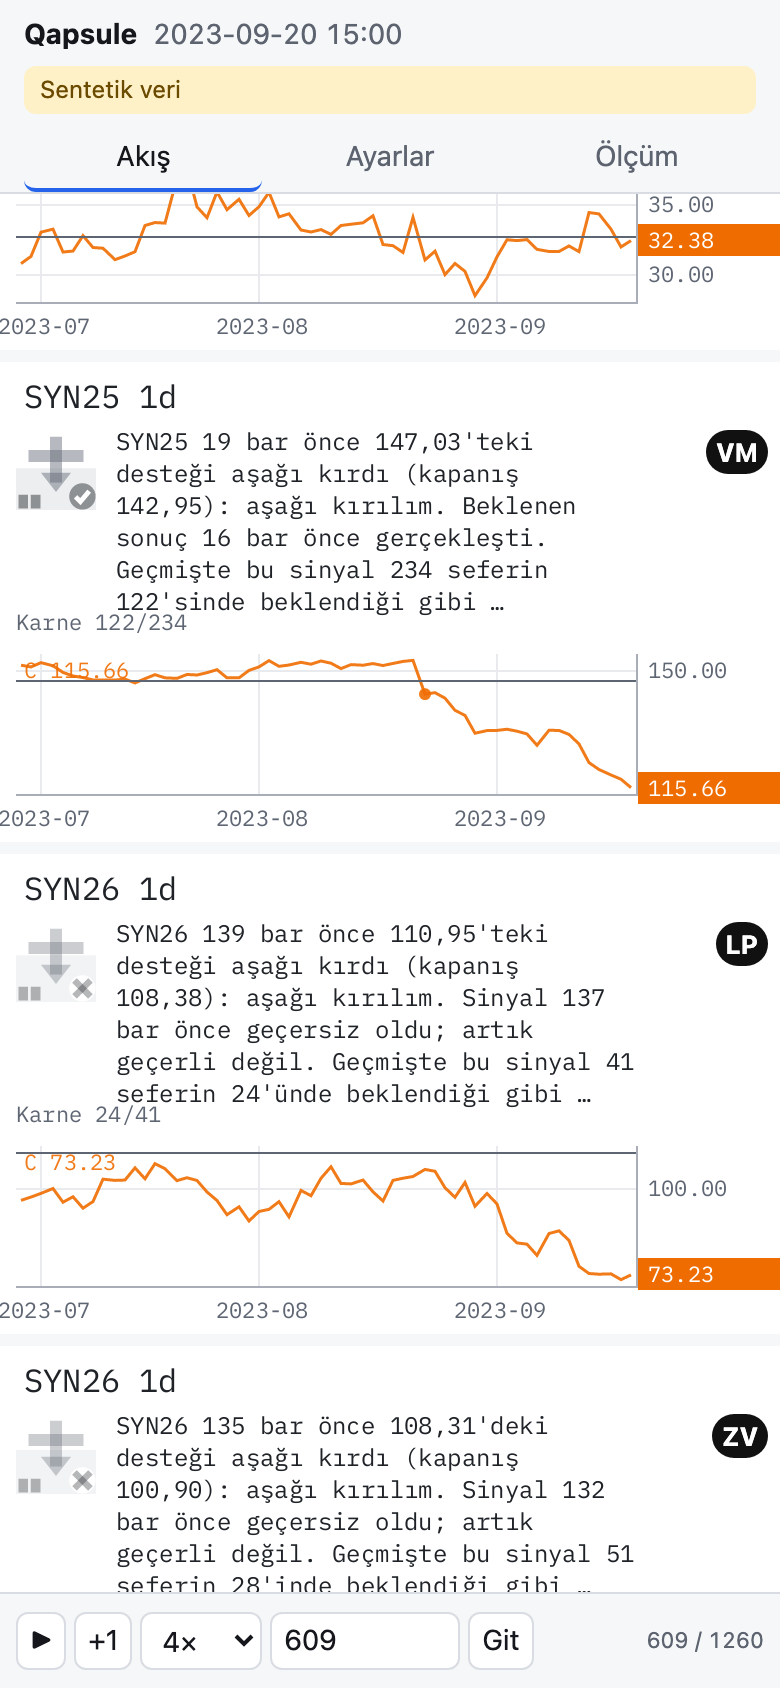 Qapsule 2023-09-20 15:00
Sentetik veri
Akış Ayarlar Ölçüm
35.00
32.38
30.00
2023-07 2023-08 2023-09
SYN25 1d
SYN25 19 bar önce 147,03'teki
desteği aşağı kırdı (kapanış
142,95): aşağı kırılım. Beklenen
sonuç 16 bar önce gerçekleşti.
Geçmişte bu sinyal 234 seferin
122'sinde beklendiği gibi …
VM
Karne 122/234
C 115.66
150.00
115.66
2023-07 2023-08 2023-09
SYN26 1d
SYN26 139 bar önce 110,95'teki
desteği aşağı kırdı (kapanış
108,38): aşağı kırılım. Sinyal 137
bar önce geçersiz oldu; artık
geçerli değil. Geçmişte bu sinyal 41
seferin 24'ünde beklendiği gibi …
LP
Karne 24/41
C 73.23
100.00
73.23
2023-07 2023-08 2023-09
SYN26 1d
SYN26 135 bar önce 108,31'deki
desteği aşağı kırdı (kapanış
100,90): aşağı kırılım. Sinyal 132
bar önce geçersiz oldu; artık
geçerli değil. Geçmişte bu sinyal 51
seferin 28'inde beklendiği gibi …
ZV
+1 4× 609 Git 609 / 1260